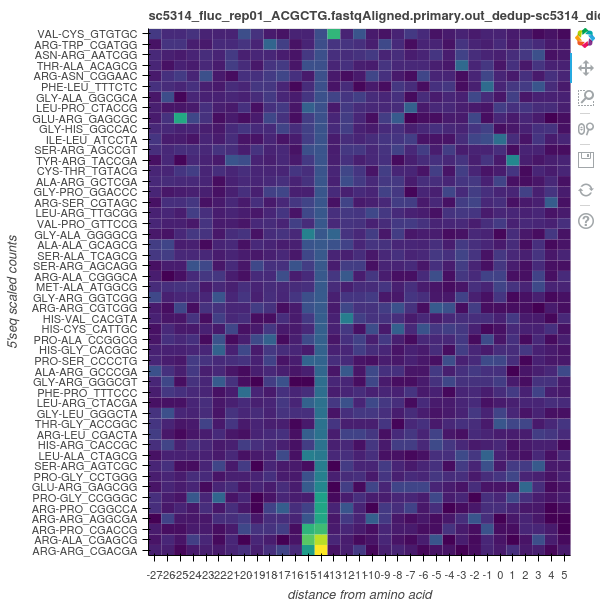 sc5314_fluc_rep01_ACGCTG.fastqAligned.primary.out_dedup-sc5314_dic
VAL-CYS_GTGTGC
ARG-TRP_CGATGG
ASN-ARG_AATCGG
THR-ALA_ACAGCG
ARG-ASN_CGGAAC
PHE-LEU_TTTCTC
GLY-ALA_GGCGCA
LEU-PRO_CTACCG
GLU-ARG_GAGCGC
GLY-HIS_GGCCAC
ILE-LEU_ATCCTA
SER-ARG_AGCCGT
TYR-ARG_TACCGA
CYS-THR_TGTACG
ALA-ARG_GCTCGA
GLY-PRO_GGACCC
ARG-SER_CGTAGC
LEU-ARG_TTGCGG
VAL-PRO_GTTCCG
GLY-ALA_GGGGCG
ALA-ALA_GCAGCG
SER-ALA_TCAGCG
SER-ARG_AGCAGG
ARG-ALA_CGGGCA
MET-ALA_ATGGCG
GLY-ARG_GGTCGG
ARG-ARG_CGTCGG
HIS-VAL_CACGTA
HIS-CYS_CATTGC
PRO-ALA_CCGGCG
HIS-GLY_CACGGC
PRO-SER_CCCCTG
ALA-ARG_GCCCGA
GLY-ARG_GGGCGT
PHE-PRO_TTTCCC
LEU-ARG_CTACGA
GLY-LEU_GGGCTA
THR-GLY_ACCGGC
ARG-LEU_CGACTA
HIS-ARG_CACCGC
LEU-ALA_CTAGCG
SER-ARG_AGTCGC
PRO-GLY_CCTGGG
GLU-ARG_GAGCGG
PRO-GLY_CCGGGC
ARG-PRO_CGGCCA
ARG-ARG_AGGCGA
ARG-PRO_CGACCG
ARG-ALA_CGAGCG
ARG-ARG_CGACGA
5'seq scaled counts
-27-26-25-24-23-22-21-20-19-18-17-16-15-14-13-12-11-10-9 -8 -7 -6 -5 -4 -3 -2 -1 0 1 2 3 4 5
distance from amino acid